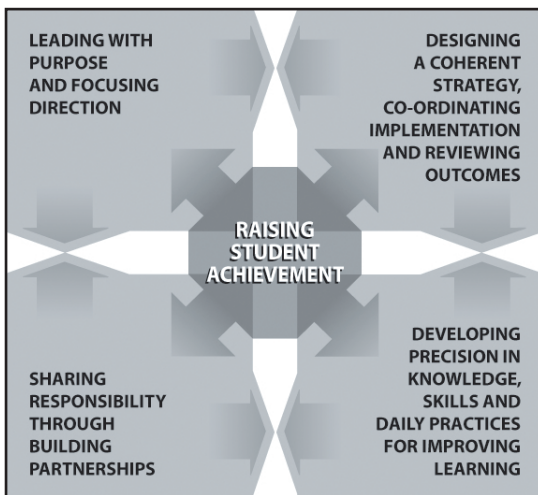 LEADING WITH
PURPOSE
AND FOCUSING
DIRECTION
DESIGNING
A COHERENT
STRATEGY,
CO-ORDINATING
IMPLEMENTATION
AND REVIEWING
OUTCOMES
RAISING
STUDENT
ACHIEVEMENT
SHARING
RESPONSIBILITY
THROUGH
BUILDING
PARTNERSHIPS
DEVELOPING
PRECISION IN
KNOWLEDGE,
SKILLS AND
DAILY PRACTICES
FOR IMPROVING
LEARNING